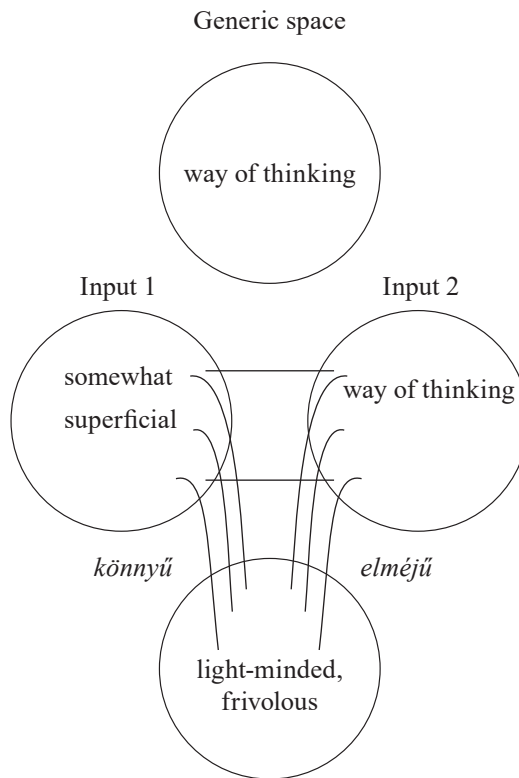 Generic space
way of thinking
Input 1
Input 2
somewhat
superficial
way of thinking
könnyű
elméjű
light-minded,
frivolous